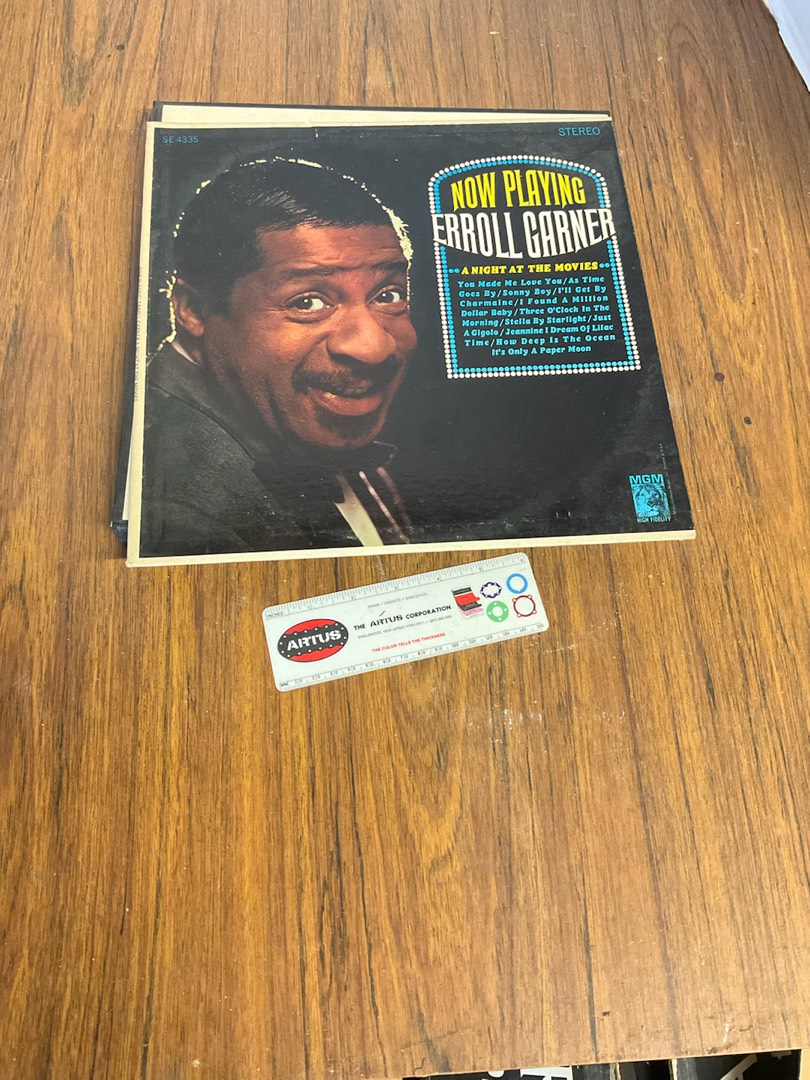 SE-4335
STEREO
NOW PLAYING
ERROLL GARNER
A NIGHT AT THE MOVIES
You Made Me Love You/As Time
Goes By/Sonny Boy/I'll Get By
Charmaine/I Found A Million
Dollar Baby/Three O'Clock In The
Morning/Stella By Starlight/Just
A Gigolo/Jeannine I Dream Of Lilac
Time/How Deep Is The Ocean
It's Only A Paper Moon
MGM
HIGH FIDELITY
INCHES
ARTUS
THE ARTUS CORPORATION
THE COLOR TELLS THE THICKNESS
MM